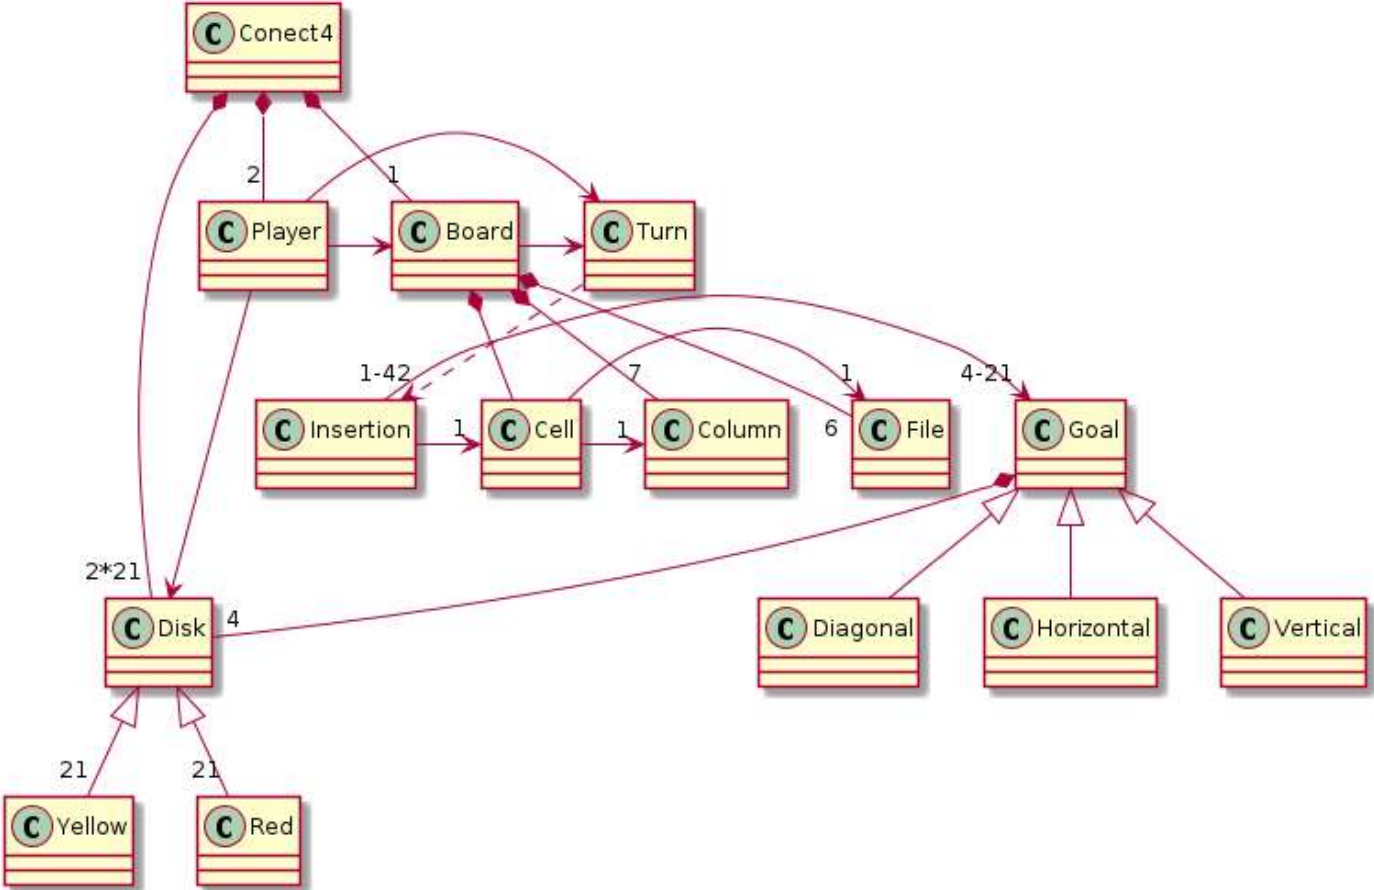 C Conect4
2
1
C Player
C Board
C Turn
1-42
7
1
4-21
C Insertion
1
C Cell
1
C Column
6
C File
C Goal
2*21
C Disk
4
C Diagonal
C Horizontal
C Vertical
21
21
C Yellow
C Red